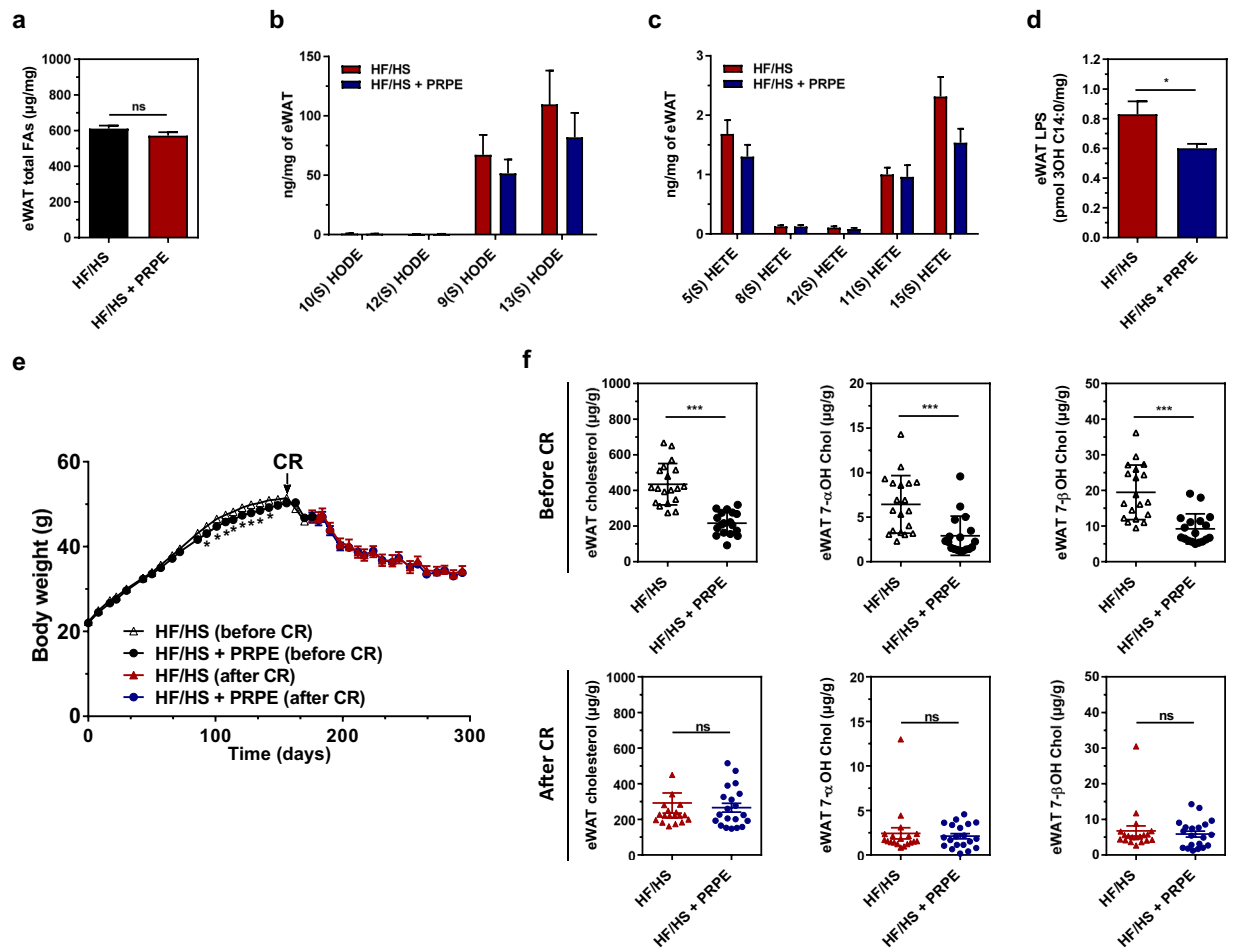 a
eWAT total FAs (µg/mg)
1000
800
600
400
200
0
ns
HF/HS
HF/HS + PRPE
b
ng/mg of eWAT
150
100
50
0
HF/HS
HF/HS + PRPE
10(S) HODE
12(S) HODE
9(S) HODE
13(S) HODE
c
ng/mg of eWAT
3
2
1
0
HF/HS
HF/HS + PRPE
5(S) HETE
8(S) HETE
12(S) HETE
11(S) HETE
15(S) HETE
d
eWAT LPS
(pmol 3OH C14:0/mg)
1.2
1.0
0.8
0.6
0.4
0.2
0.0
*
HF/HS
HF/HS + PRPE
e
Body weight (g)
60
40
20
0
CR
* * * * * * *
HF/HS (before CR)
HF/HS + PRPE (before CR)
HF/HS (after CR)
HF/HS + PRPE (after CR)
0
100
200
300
Time (days)
f
Before CR
eWAT cholesterol (µg/g)
1000
800
600
400
200
0
***
HF/HS
HF/HS + PRPE
eWAT 7-αOH Chol (µg/g)
20
15
10
5
0
***
HF/HS
HF/HS + PRPE
eWAT 7-βOH Chol (µg/g)
50
40
30
20
10
0
***
HF/HS
HF/HS + PRPE
After CR
eWAT cholesterol (µg/g)
1000
800
600
400
200
0
ns
HF/HS
HF/HS + PRPE
eWAT 7-αOH Chol (µg/g)
20
15
10
5
0
ns
HF/HS
HF/HS + PRPE
eWAT 7-βOH Chol (µg/g)
50
40
30
20
10
0
ns
HF/HS
HF/HS + PRPE